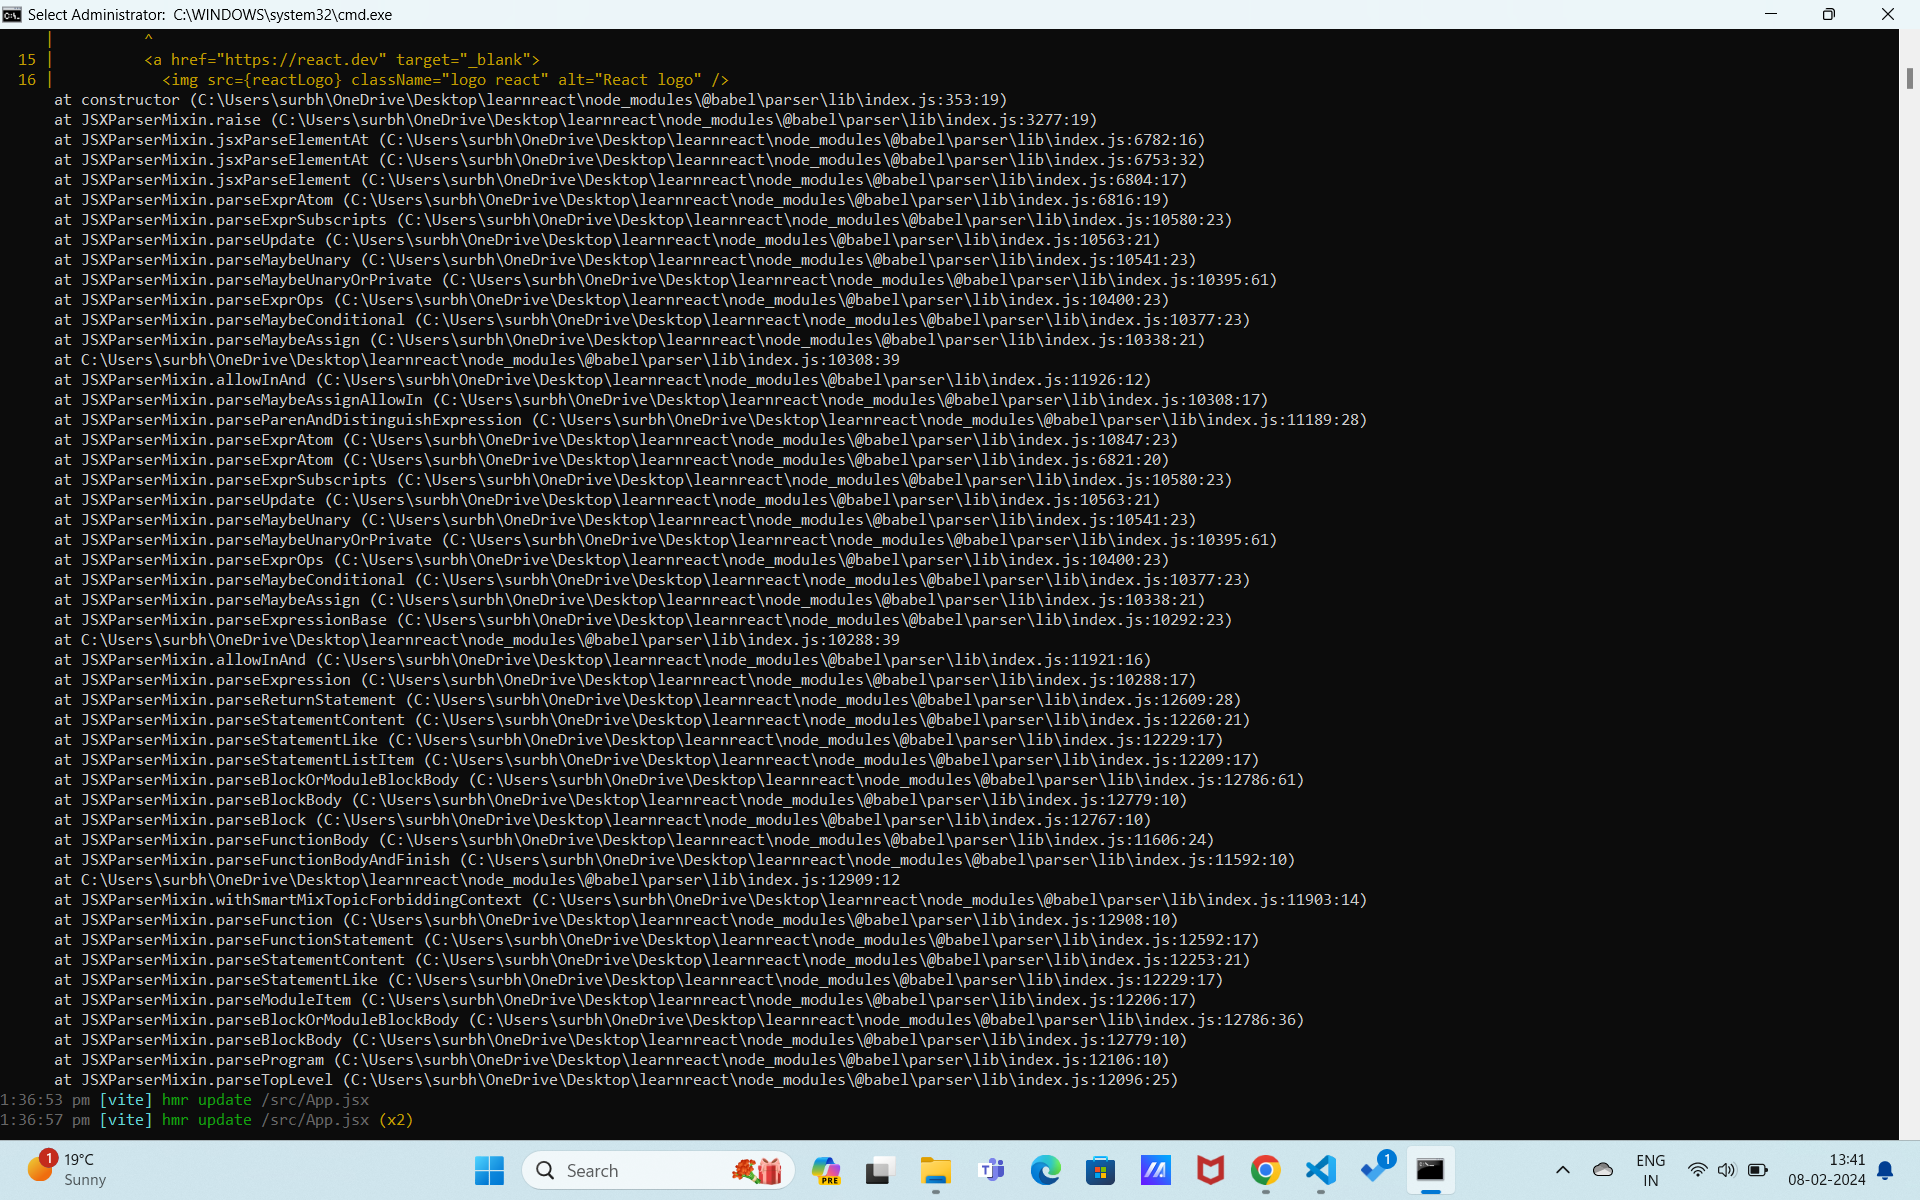 Select Administrator: C:\WINDOWS\system32\cmd.exe
| ^
15 | <a href="https://react.dev" target="_blank">
16 | <img src={reactLogo} className="logo react" alt="React logo" />
at constructor (C:\Users\surbh\OneDrive\Desktop\learnreact\node_modules\@babel\parser\lib\index.js:353:19)
at JSXParserMixin.raise (C:\Users\surbh\OneDrive\Desktop\learnreact\node_modules\@babel\parser\lib\index.js:3277:19)
at JSXParserMixin.jsxParseElementAt (C:\Users\surbh\OneDrive\Desktop\learnreact\node_modules\@babel\parser\lib\index.js:6782:16)
at JSXParserMixin.jsxParseElementAt (C:\Users\surbh\OneDrive\Desktop\learnreact\node_modules\@babel\parser\lib\index.js:6753:32)
at JSXParserMixin.jsxParseElement (C:\Users\surbh\OneDrive\Desktop\learnreact\node_modules\@babel\parser\lib\index.js:6804:17)
at JSXParserMixin.parseExprAtom (C:\Users\surbh\OneDrive\Desktop\learnreact\node_modules\@babel\parser\lib\index.js:6816:19)
at JSXParserMixin.parseExprSubscripts (C:\Users\surbh\OneDrive\Desktop\learnreact\node_modules\@babel\parser\lib\index.js:10580:23)
at JSXParserMixin.parseUpdate (C:\Users\surbh\OneDrive\Desktop\learnreact\node_modules\@babel\parser\lib\index.js:10563:21)
at JSXParserMixin.parseMaybeUnary (C:\Users\surbh\OneDrive\Desktop\learnreact\node_modules\@babel\parser\lib\index.js:10541:23)
at JSXParserMixin.parseMaybeUnaryOrPrivate (C:\Users\surbh\OneDrive\Desktop\learnreact\node_modules\@babel\parser\lib\index.js:10395:61)
at JSXParserMixin.parseExprOps (C:\Users\surbh\OneDrive\Desktop\learnreact\node_modules\@babel\parser\lib\index.js:10400:23)
at JSXParserMixin.parseMaybeConditional (C:\Users\surbh\OneDrive\Desktop\learnreact\node_modules\@babel\parser\lib\index.js:10377:23)
at JSXParserMixin.parseMaybeAssign (C:\Users\surbh\OneDrive\Desktop\learnreact\node_modules\@babel\parser\lib\index.js:10338:21)
at C:\Users\surbh\OneDrive\Desktop\learnreact\node_modules\@babel\parser\lib\index.js:10308:39
at JSXParserMixin.allowInAnd (C:\Users\surbh\OneDrive\Desktop\learnreact\node_modules\@babel\parser\lib\index.js:11926:12)
at JSXParserMixin.parseMaybeAssignAllowIn (C:\Users\surbh\OneDrive\Desktop\learnreact\node_modules\@babel\parser\lib\index.js:10308:17)
at JSXParserMixin.parseParenAndDistinguishExpression (C:\Users\surbh\OneDrive\Desktop\learnreact\node_modules\@babel\parser\lib\index.js:11189:28)
at JSXParserMixin.parseExprAtom (C:\Users\surbh\OneDrive\Desktop\learnreact\node_modules\@babel\parser\lib\index.js:10847:23)
at JSXParserMixin.parseExprAtom (C:\Users\surbh\OneDrive\Desktop\learnreact\node_modules\@babel\parser\lib\index.js:6821:20)
at JSXParserMixin.parseExprSubscripts (C:\Users\surbh\OneDrive\Desktop\learnreact\node_modules\@babel\parser\lib\index.js:10580:23)
at JSXParserMixin.parseUpdate (C:\Users\surbh\OneDrive\Desktop\learnreact\node_modules\@babel\parser\lib\index.js:10563:21)
at JSXParserMixin.parseMaybeUnary (C:\Users\surbh\OneDrive\Desktop\learnreact\node_modules\@babel\parser\lib\index.js:10541:23)
at JSXParserMixin.parseMaybeUnaryOrPrivate (C:\Users\surbh\OneDrive\Desktop\learnreact\node_modules\@babel\parser\lib\index.js:10395:61)
at JSXParserMixin.parseExprOps (C:\Users\surbh\OneDrive\Desktop\learnreact\node_modules\@babel\parser\lib\index.js:10400:23)
at JSXParserMixin.parseMaybeConditional (C:\Users\surbh\OneDrive\Desktop\learnreact\node_modules\@babel\parser\lib\index.js:10377:23)
at JSXParserMixin.parseMaybeAssign (C:\Users\surbh\OneDrive\Desktop\learnreact\node_modules\@babel\parser\lib\index.js:10338:21)
at JSXParserMixin.parseExpressionBase (C:\Users\surbh\OneDrive\Desktop\learnreact\node_modules\@babel\parser\lib\index.js:10292:23)
at C:\Users\surbh\OneDrive\Desktop\learnreact\node_modules\@babel\parser\lib\index.js:10288:39
at JSXParserMixin.allowInAnd (C:\Users\surbh\OneDrive\Desktop\learnreact\node_modules\@babel\parser\lib\index.js:11921:16)
at JSXParserMixin.parseExpression (C:\Users\surbh\OneDrive\Desktop\learnreact\node_modules\@babel\parser\lib\index.js:10288:17)
at JSXParserMixin.parseReturnStatement (C:\Users\surbh\OneDrive\Desktop\learnreact\node_modules\@babel\parser\lib\index.js:12609:28)
at JSXParserMixin.parseStatementContent (C:\Users\surbh\OneDrive\Desktop\learnreact\node_modules\@babel\parser\lib\index.js:12260:21)
at JSXParserMixin.parseStatementLike (C:\Users\surbh\OneDrive\Desktop\learnreact\node_modules\@babel\parser\lib\index.js:12229:17)
at JSXParserMixin.parseStatementListItem (C:\Users\surbh\OneDrive\Desktop\learnreact\node_modules\@babel\parser\lib\index.js:12209:17)
at JSXParserMixin.parseBlockOrModuleBlockBody (C:\Users\surbh\OneDrive\Desktop\learnreact\node_modules\@babel\parser\lib\index.js:12786:61)
at JSXParserMixin.parseBlockBody (C:\Users\surbh\OneDrive\Desktop\learnreact\node_modules\@babel\parser\lib\index.js:12779:10)
at JSXParserMixin.parseBlock (C:\Users\surbh\OneDrive\Desktop\learnreact\node_modules\@babel\parser\lib\index.js:12767:10)
at JSXParserMixin.parseFunctionBody (C:\Users\surbh\OneDrive\Desktop\learnreact\node_modules\@babel\parser\lib\index.js:11606:24)
at JSXParserMixin.parseFunctionBodyAndFinish (C:\Users\surbh\OneDrive\Desktop\learnreact\node_modules\@babel\parser\lib\index.js:11592:10)
at C:\Users\surbh\OneDrive\Desktop\learnreact\node_modules\@babel\parser\lib\index.js:12909:12
at JSXParserMixin.withSmartMixTopicForbiddingContext (C:\Users\surbh\OneDrive\Desktop\learnreact\node_modules\@babel\parser\lib\index.js:11903:14)
at JSXParserMixin.parseFunction (C:\Users\surbh\OneDrive\Desktop\learnreact\node_modules\@babel\parser\lib\index.js:12908:10)
at JSXParserMixin.parseFunctionStatement (C:\Users\surbh\OneDrive\Desktop\learnreact\node_modules\@babel\parser\lib\index.js:12592:17)
at JSXParserMixin.parseStatementContent (C:\Users\surbh\OneDrive\Desktop\learnreact\node_modules\@babel\parser\lib\index.js:12253:21)
at JSXParserMixin.parseStatementLike (C:\Users\surbh\OneDrive\Desktop\learnreact\node_modules\@babel\parser\lib\index.js:12229:17)
at JSXParserMixin.parseModuleItem (C:\Users\surbh\OneDrive\Desktop\learnreact\node_modules\@babel\parser\lib\index.js:12206:17)
at JSXParserMixin.parseBlockOrModuleBlockBody (C:\Users\surbh\OneDrive\Desktop\learnreact\node_modules\@babel\parser\lib\index.js:12786:36)
at JSXParserMixin.parseBlockBody (C:\Users\surbh\OneDrive\Desktop\learnreact\node_modules\@babel\parser\lib\index.js:12779:10)
at JSXParserMixin.parseProgram (C:\Users\surbh\OneDrive\Desktop\learnreact\node_modules\@babel\parser\lib\index.js:12106:10)
at JSXParserMixin.parseTopLevel (C:\Users\surbh\OneDrive\Desktop\learnreact\node_modules\@babel\parser\lib\index.js:12096:25)
1:36:53 pm [vite] hmr update /src/App.jsx
1:36:57 pm [vite] hmr update /src/App.jsx (x2)
1
19°C
Sunny
Search
PRE
1
ENG
IN
13:41
08-02-2024